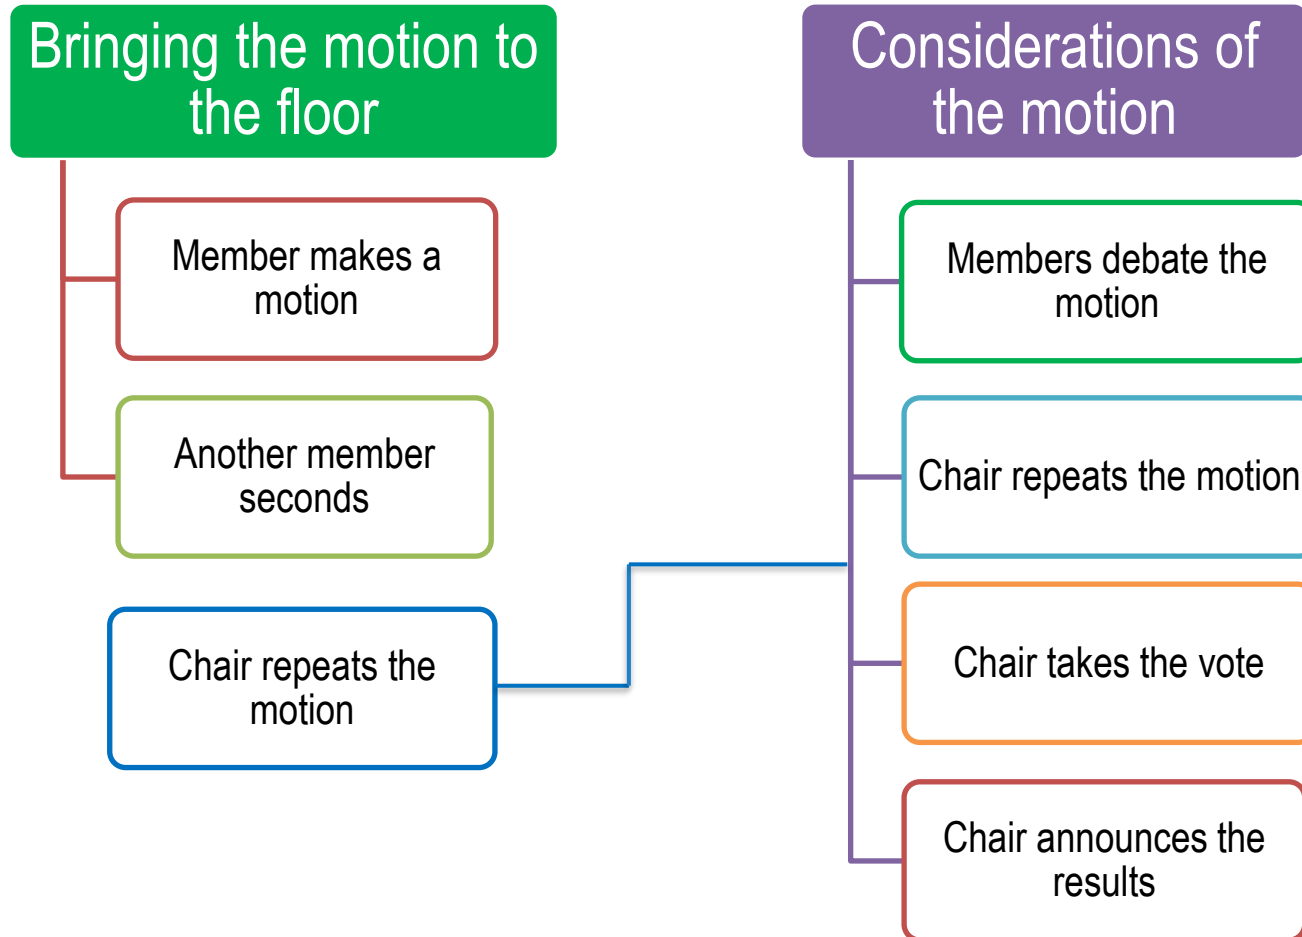 Bringing the motion to
the floor
Member makes a
motion
Another member
seconds
Chair repeats the
motion
Considerations of
the motion
Members debate the
motion
Chair repeats the motion
Chair takes the vote
Chair announces the
results